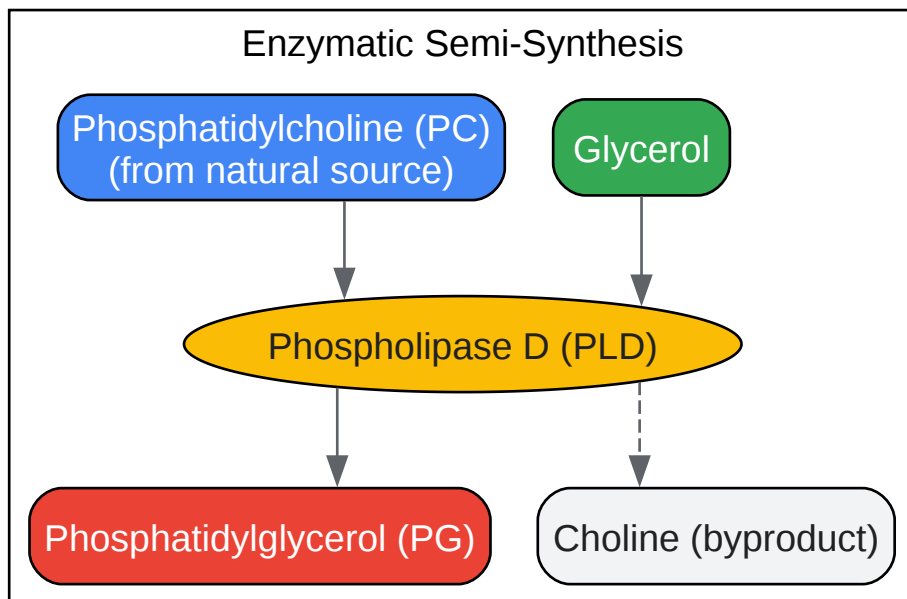 Enzymatic Semi-Synthesis
Phosphatidylcholine (PC)
(from natural source)
Glycerol
Phospholipase D (PLD)
Phosphatidylglycerol (PG)
Choline (byproduct)